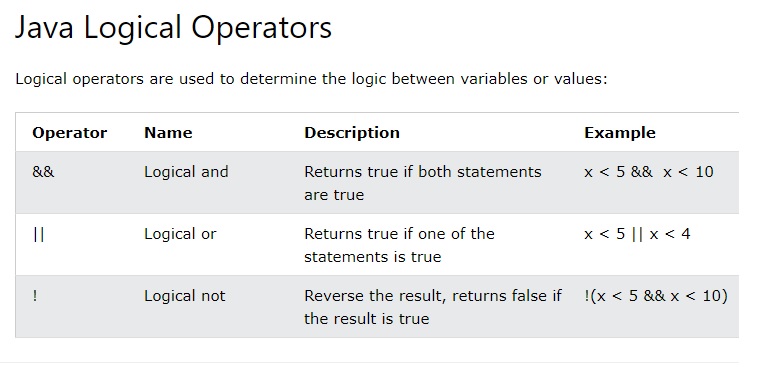 Java Logical Operators
Logical operators are used to determine the logic between variables or values:
Operator Name Description Example
&& Logical and Returns true if both statements x < 5 &&  x < 10
are true
|| Logical or Returns true if one of the x < 5 || x < 4
statements is true
! Logical not Reverse the result, returns false if !(x < 5 && x < 10)
the result is true